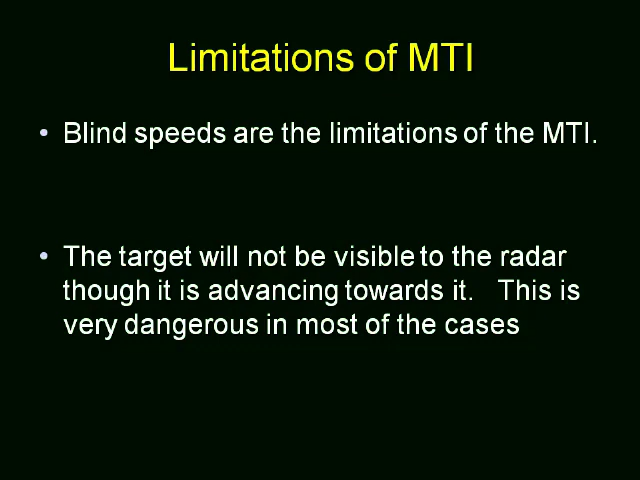 Limitations of MTI
• Blind speeds are the limitations of the MTI.
• The target will not be visible to the radar
though it is advancing towards it. This is
very dangerous in most of the cases